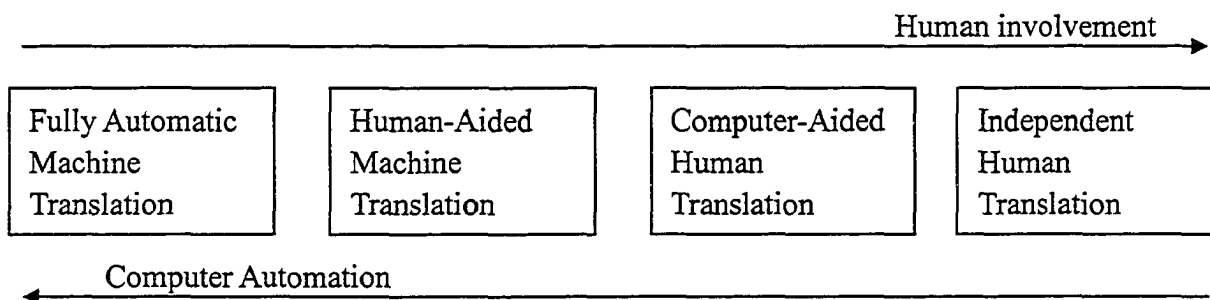 Human involvement
Fully Automatic
Machine
Translation
Human-Aided
Machine
Translation
Computer-Aided
Human
Translation
Independent
Human
Translation
Computer Automation